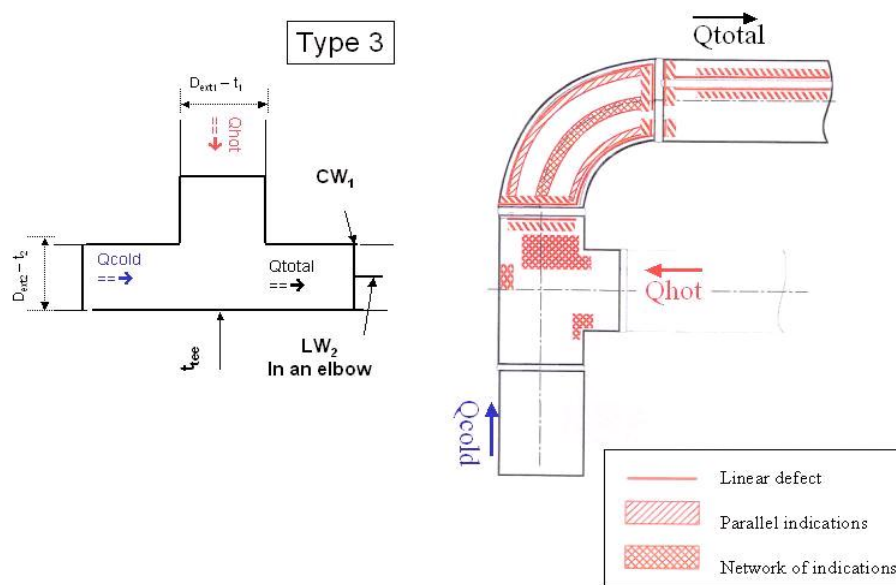 Type 3
Dext1 – t1
Qhot
==➔
CW1
Dext2 – t2
Qcold
==➔
Qtotal
==➔
ttee
LW2
In an elbow
Qtotal
Qhot
Qcold
Linear defect
Parallel indications
Network of indications